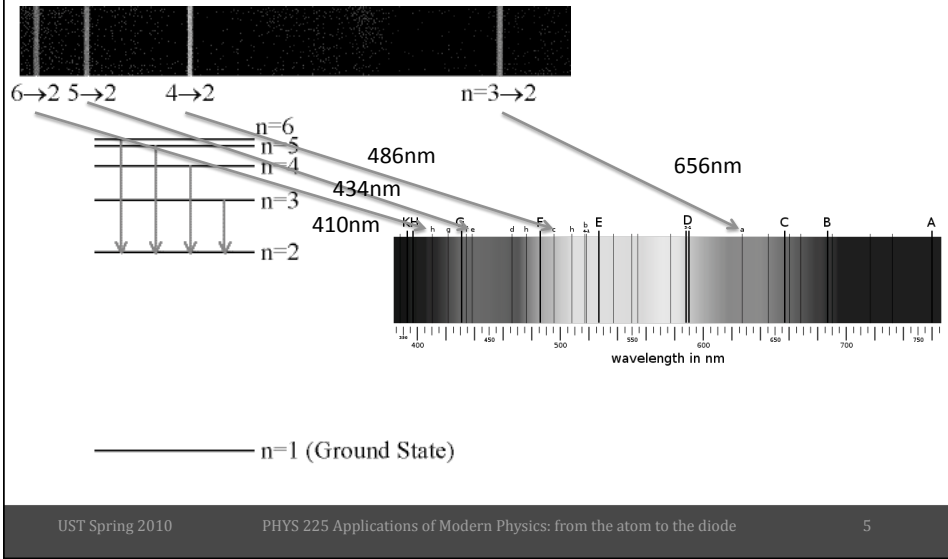 6→2 5→2 4→2 n=3→2
n=6
n=5
n=4
n=3
n=2
486nm
434nm
410nm
656nm
K H G F E D C B A
h g f e d h c h b a
400 450 500 550 600 650 700 750
wavelength in nm
n=1 (Ground State)
UST Spring 2010 PHYS 225 Applications of Modern Physics: from the atom to the diode 5